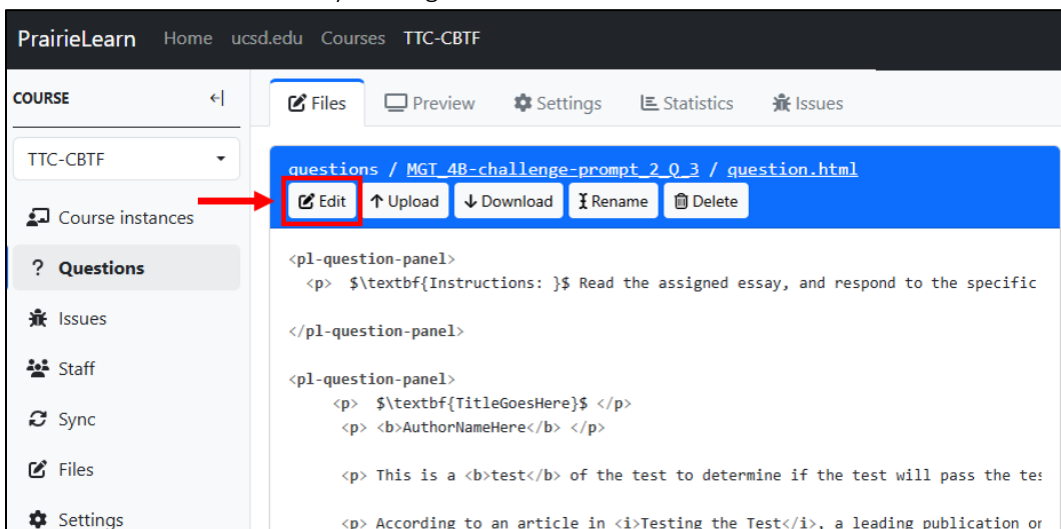 PrairieLearn Home ucsd.edu Courses TTC-CBTF
COURSE
Files Preview Settings Statistics Issues
TTC-CBTF
questions / MGT_4B-challenge-prompt_2_Q_3 / question.html
Edit Upload Download Rename Delete
Course instances
? Questions
Issues
Staff
Sync
Files
Settings
<pl-question-panel>
<p> $\textbf{Instructions: }$ Read the assigned essay, and respond to the specific
</pl-question-panel>
<pl-question-panel>
<p> $\textbf{TitleGoesHere}$ </p>
<p> <b>AuthorNameHere</b> </p>
<p> This is a <b>test</b> of the test to determine if the test will pass the tes
<p> According to an article in <i>Testing the Test</i>, a leading publication or